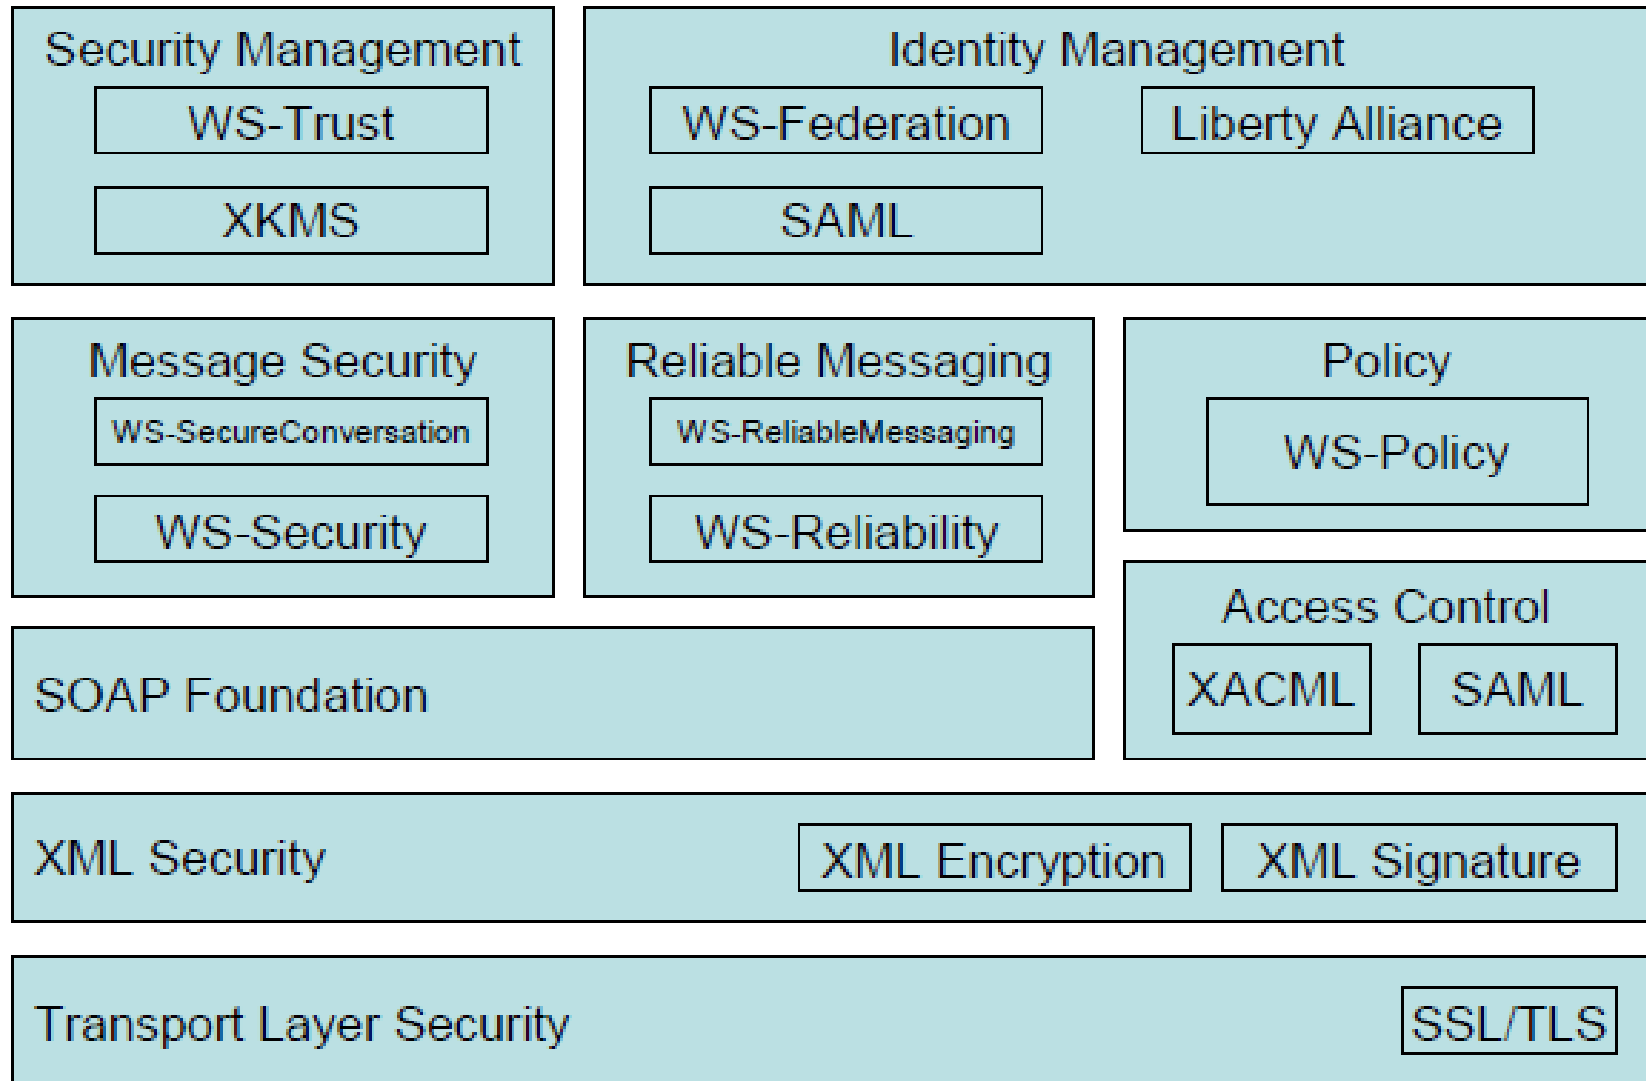 Security Management
WS-Trust
XKMS
Identity Management
WS-Federation
Liberty Alliance
SAML
Message Security
WS-SecureConversation
WS-Security
Reliable Messaging
WS-ReliableMessaging
WS-Reliability
Policy
WS-Policy
Access Control
XACML
SAML
SOAP Foundation
XML Security
XML Encryption
XML Signature
Transport Layer Security
SSL/TLS